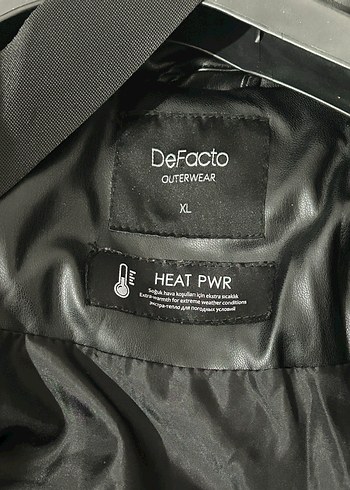 DeFacto
OUTERWEAR
XL
HEAT PWR
Soğuk hava koşulları için ekstra sıcaklık
Extra warmth for extreme weather conditions
экстра-тепло для погодных условий